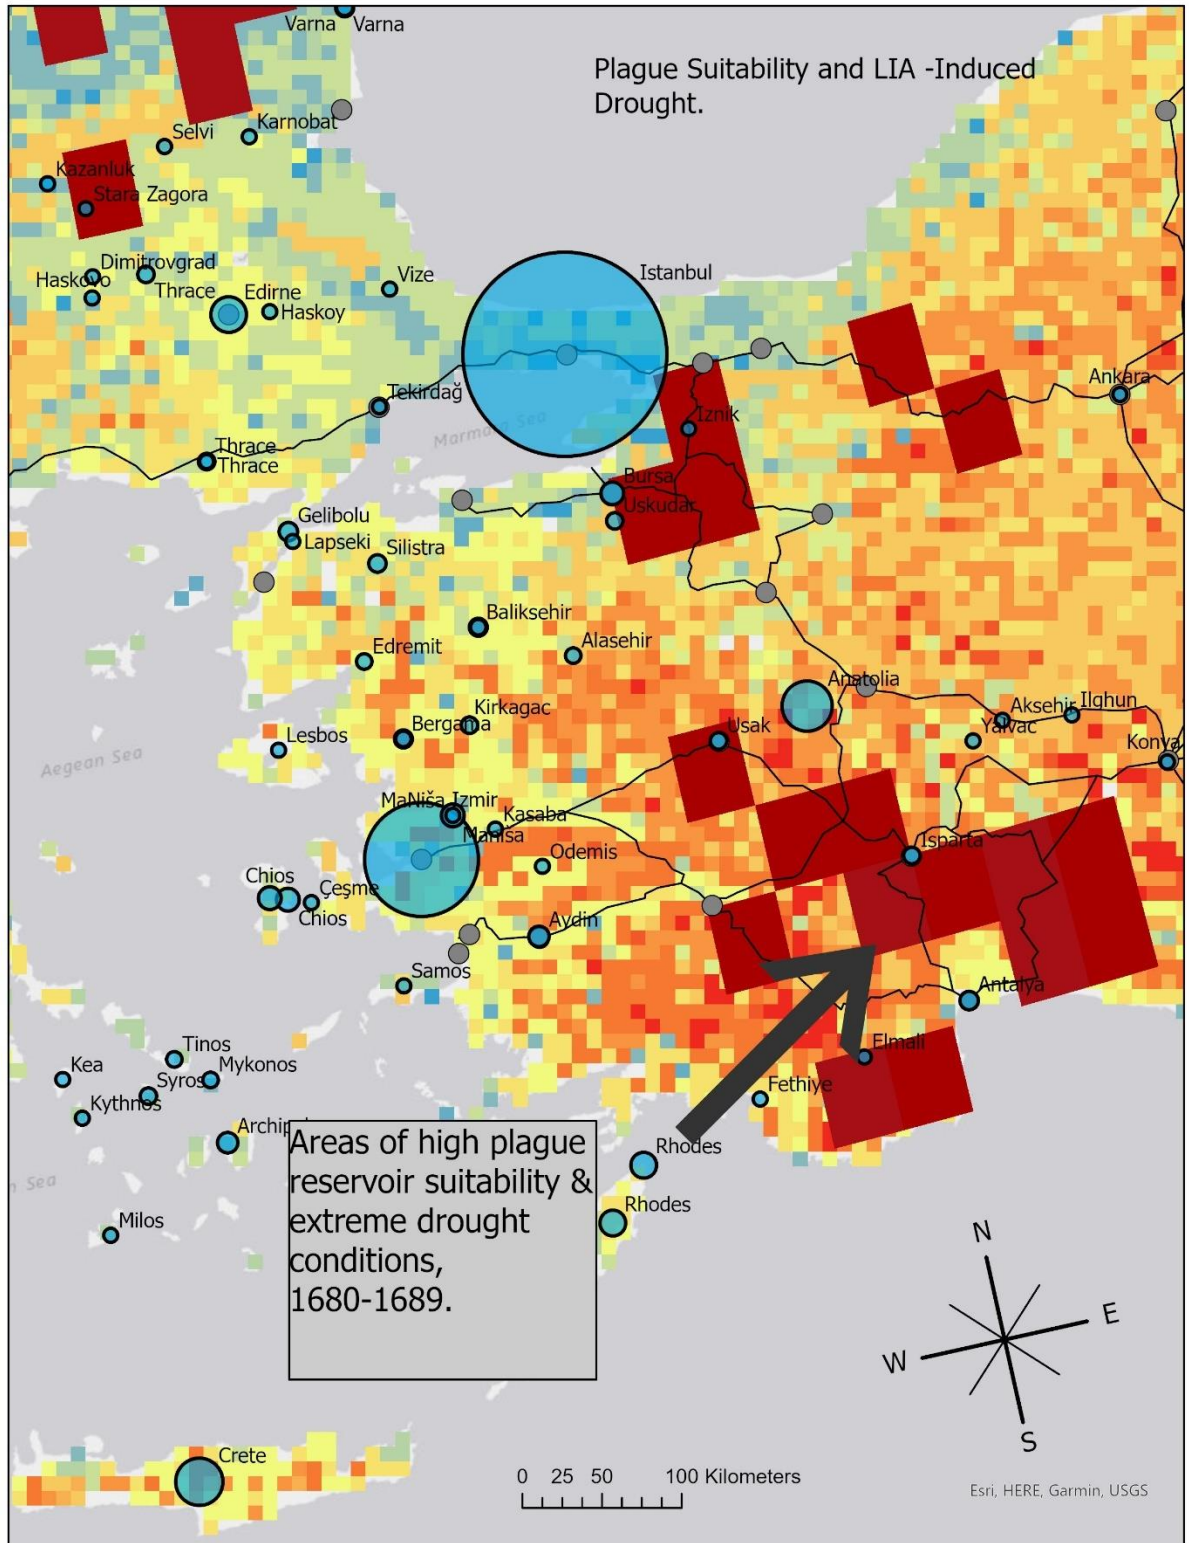 Varna
Varna
Plague Suitability and LIA -Induced
Drought.
Karnobat
Selvi
Kazanluk
Stara Zagora
Dimitrovgrad
Haskovo
Thrace
Edirne
Haskoy
Vize
Istanbul
Tekirdağ
Marmara Sea
Iznik
Ankara
Thrace
Thrace
Bursa
Uskudar
Gelibolu
Lapseki
Silistra
Baliksehir
Alasehir
Edremit
Anatolia
Kirkagac
Bergama
Usak
Aksehir
Ilghun
Yalvac
Konya
Lesbos
Aegean Sea
MaNiša
Izmir
Manisa
Kasaba
Odemis
Isparta
Chios
Chios
Çeşme
Aydin
Samos
Antalya
Tinos
Kea
Mykonos
Syros
Kythnos
Elmali
Fethiye
Rhodes
Rhodes
Areas of high plague
reservoir suitability &
extreme drought
conditions,
1680-1689.
n Sea
Milos
N
E
W
S
Crete
0 25 50 100 Kilometers
Esri, HERE, Garmin, USGS